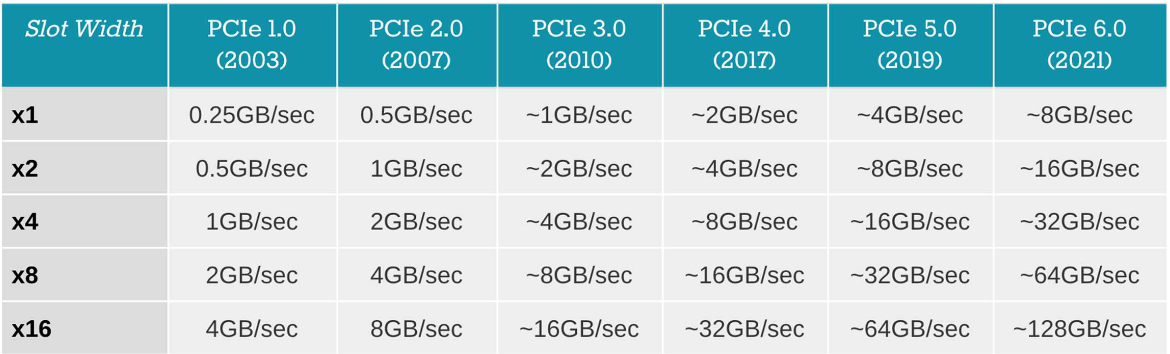 Slot Width PCIe 1.0 (2003) PCIe 2.0 (2007) PCIe 3.0 (2010) PCIe 4.0 (2017) PCIe 5.0 (2019) PCIe 6.0 (2021)
x1 0.25GB/sec 0.5GB/sec ~1GB/sec ~2GB/sec ~4GB/sec ~8GB/sec
x2 0.5GB/sec 1GB/sec ~2GB/sec ~4GB/sec ~8GB/sec ~16GB/sec
x4 1GB/sec 2GB/sec ~4GB/sec ~8GB/sec ~16GB/sec ~32GB/sec
x8 2GB/sec 4GB/sec ~8GB/sec ~16GB/sec ~32GB/sec ~64GB/sec
x16 4GB/sec 8GB/sec ~16GB/sec ~32GB/sec ~64GB/sec ~128GB/sec